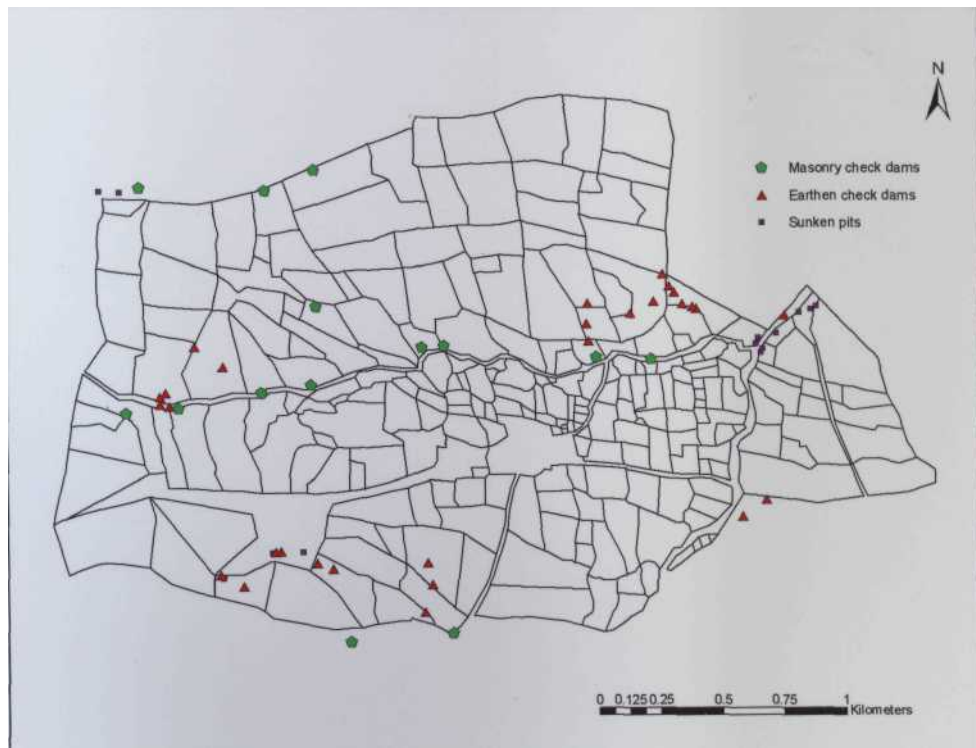 N
Masonry check dams
Earthen check dams
Sunken pits
0 0.125 0.25 0.5 0.75 1
Kilometers